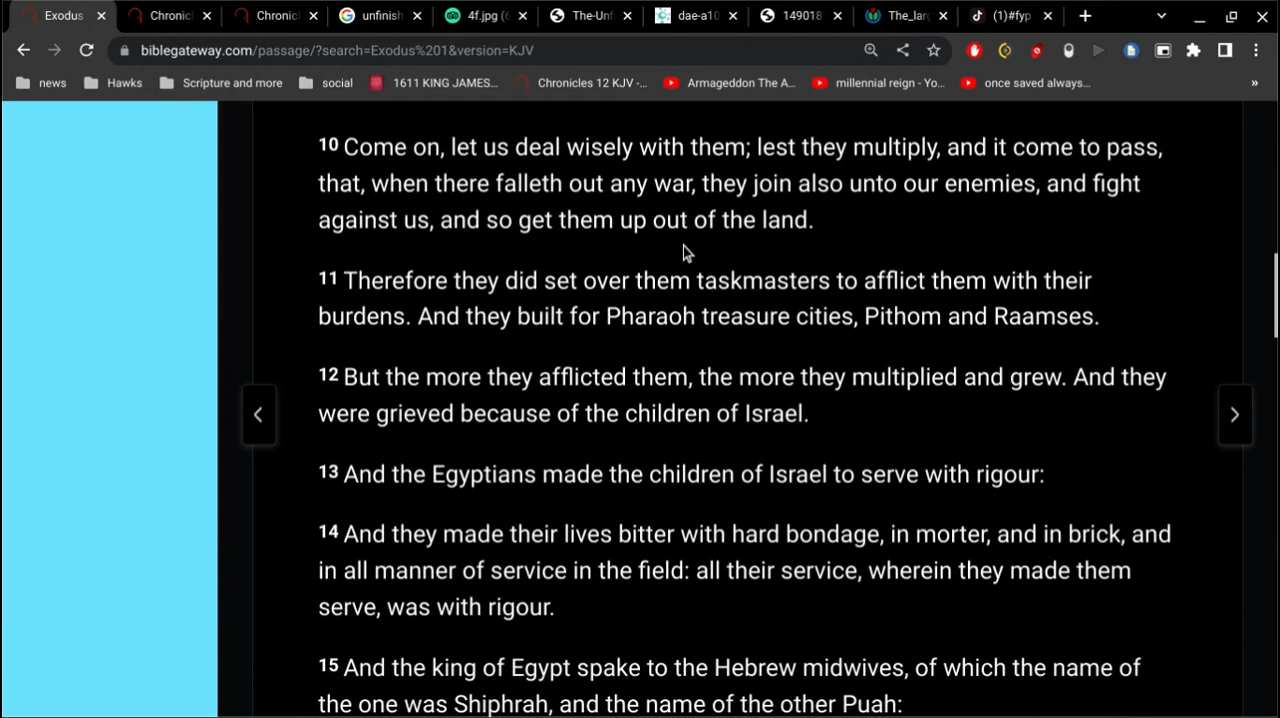 Exodus
Chronicl
Chronicl
unfinish
4f.jpg (6
The-Unf
dae-a10
149018
The_larg
(1)#fyp
biblegateway.com/passage/?search=Exodus%201&version=KJV
news
Hawks
Scripture and more
social
1611 KING JAMES...
Chronicles 12 KJV -...
Armageddon The A...
millennial reign - Yo...
once saved always...
»
10 Come on, let us deal wisely with them; lest they multiply, and it come to pass,
that, when there falleth out any war, they join also unto our enemies, and fight
against us, and so get them up out of the land.
11 Therefore they did set over them taskmasters to afflict them with their
burdens. And they built for Pharaoh treasure cities, Pithom and Raamses.
12 But the more they afflicted them, the more they multiplied and grew. And they
were grieved because of the children of Israel.
13 And the Egyptians made the children of Israel to serve with rigour:
14 And they made their lives bitter with hard bondage, in morter, and in brick, and
in all manner of service in the field: all their service, wherein they made them
serve, was with rigour.
15 And the king of Egypt spake to the Hebrew midwives, of which the name of
the one was Shiphrah, and the name of the other Puah: